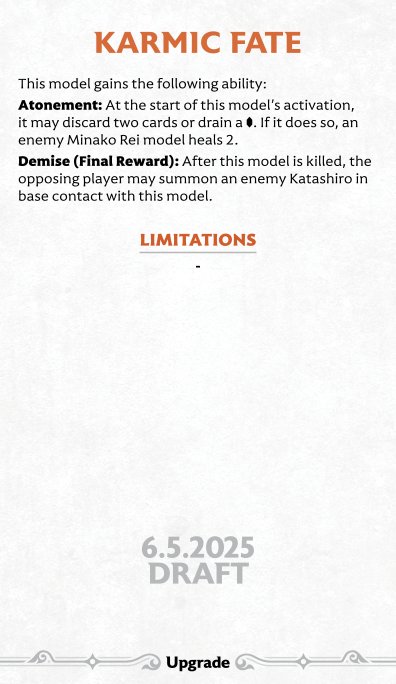 KARMIC FATE
This model gains the following ability:
Atonement: At the start of this model's activation,
it may discard two cards or drain a . If it does so, an
enemy Minako Rei model heals 2.
Demise (Final Reward): After this model is killed, the
opposing player may summon an enemy Katashiro in
base contact with this model.
LIMITATIONS
-
6.5.2025
DRAFT
Upgrade